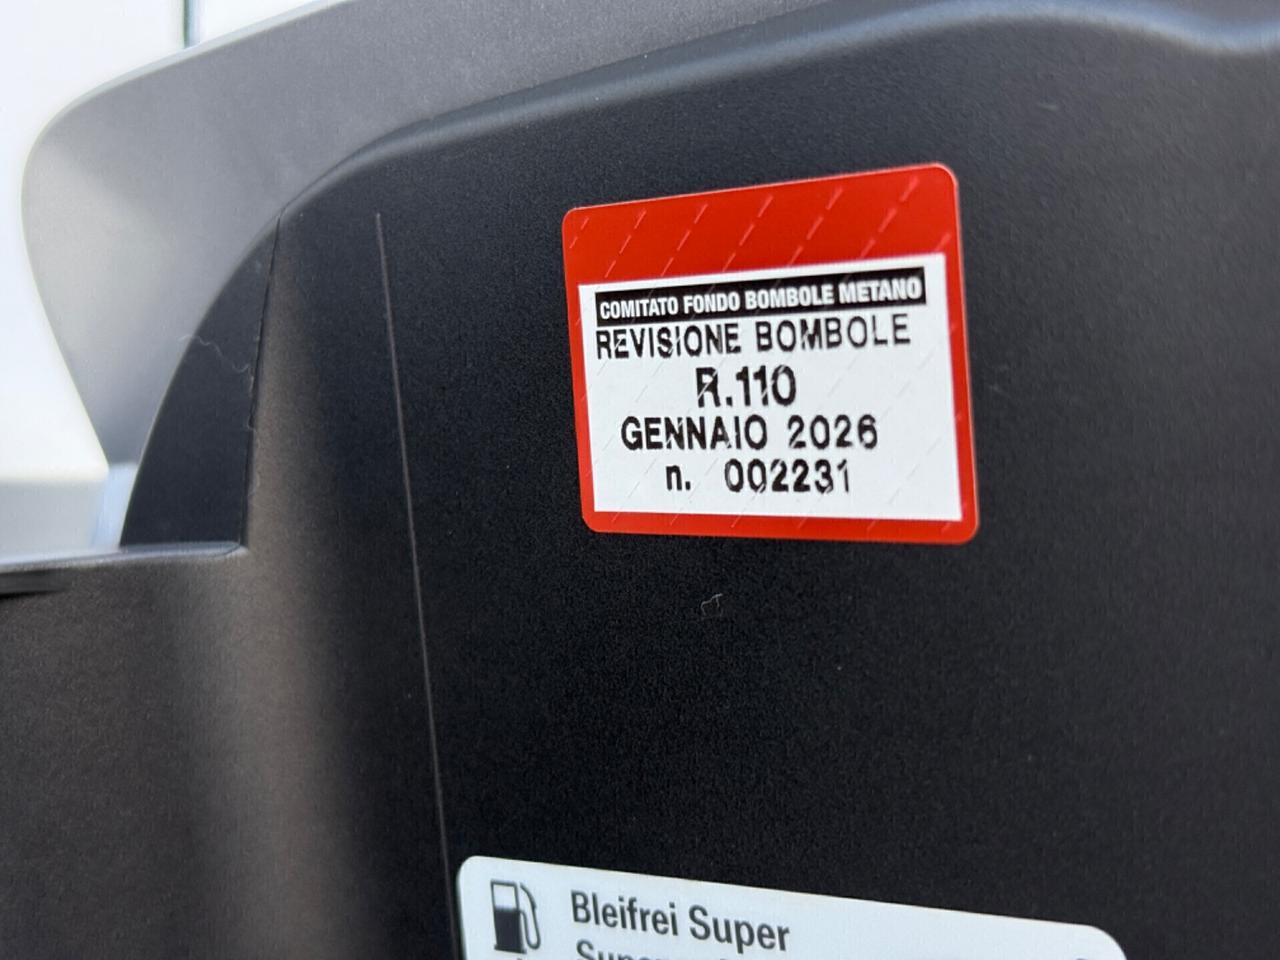 COMITATO FONDO BOMBOLE METANO
REVISIONE BOMBOLE
R.110
GENNAIO 2026
n. 002231
Bleifrei Super